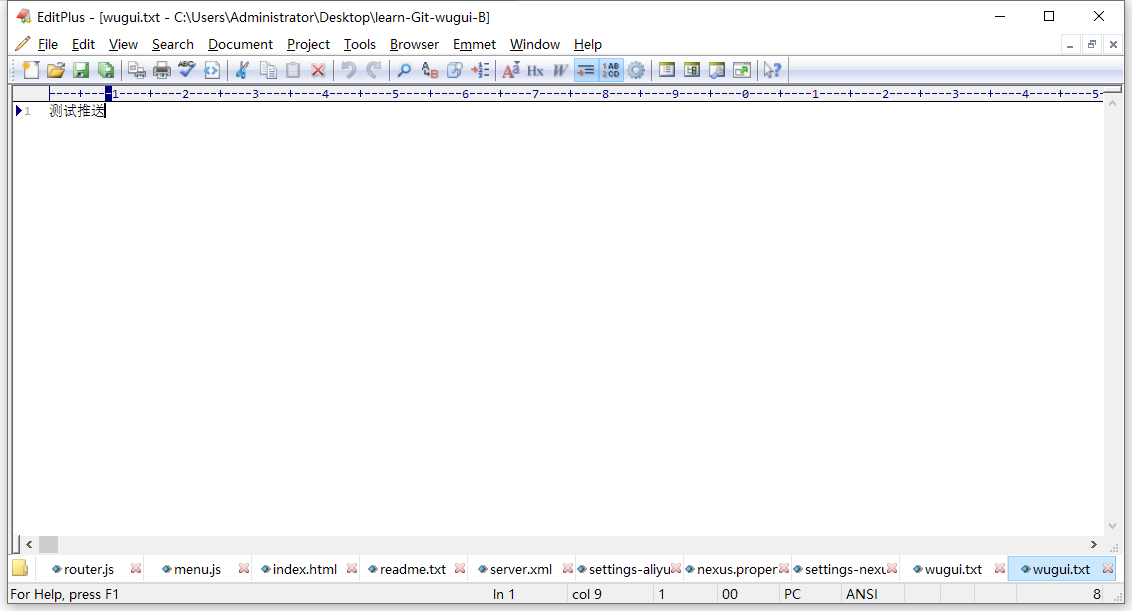 EditPlus - [wugui.txt - C:\Users\Administrator\Desktop\learn-Git-wugui-B]
File Edit View Search Document Project Tools Browser Emmet Window Help
----+----1----+----2----+----3----+----4----+----5----+----6----+----7----+----8----+----9----+----0----+----1----+----2----+----3----+----4----+----5-
1 测试推送
router.js menu.js index.html readme.txt server.xml settings-aliyu nexus.proper settings-nexu wugui.txt wugui.txt
For Help, press F1 ln 1 col 9 1 00 PC ANSI 8